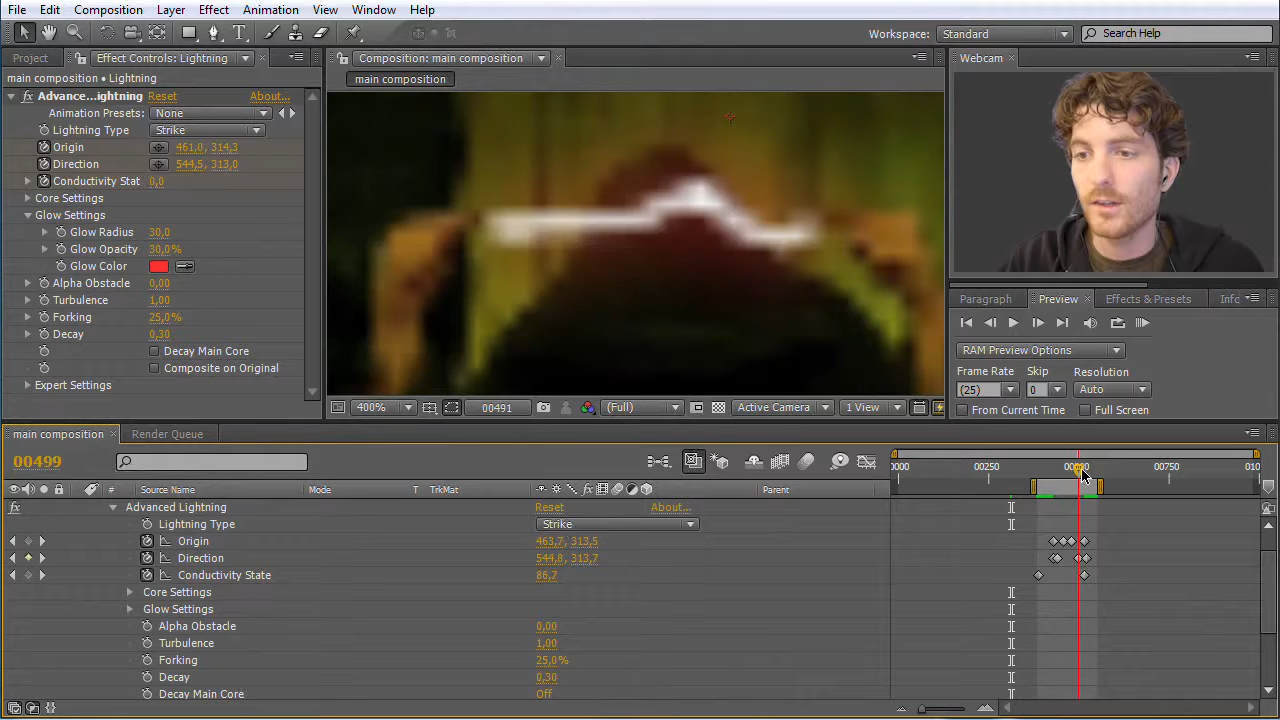 File Edit Composition Layer Effect Animation View Window Help
Workspace: Standard Search Help
Project Effect Controls: Lightning Composition: main composition Webcam
main composition • Lightning main composition
Advance...ightning Reset About...
Animation Presets: None
Lightning Type Strike
Origin 461,0, 314,3
Direction 544,5, 313,0
Conductivity Stat 0,0
Core Settings
Glow Settings
Glow Radius 30,0
Glow Opacity 30,0%
Glow Color
Alpha Obstacle 0,00
Turbulence 1,00
Forking 25,0%
Decay 0,30
Decay Main Core
Composite on Original
Expert Settings
Paragraph Preview Effects & Presets Info
RAM Preview Options
Frame Rate Skip Resolution
(25) 0 Auto
From Current Time Full Screen
400% 00491 (Full) Active Camera 1 View
main composition Render Queue
00499
0000 00250 00750 010
# Source Name Mode TrkMat Parent
fx Advanced Lightning Reset About...
Lightning Type Strike
Origin 463,7, 313,5
Direction 544,8, 313,7
Conductivity State 86,7
Core Settings
Glow Settings
Alpha Obstacle 0,00
Turbulence 1,00
Forking 25,0%
Decay 0,30
Decay Main Core Off